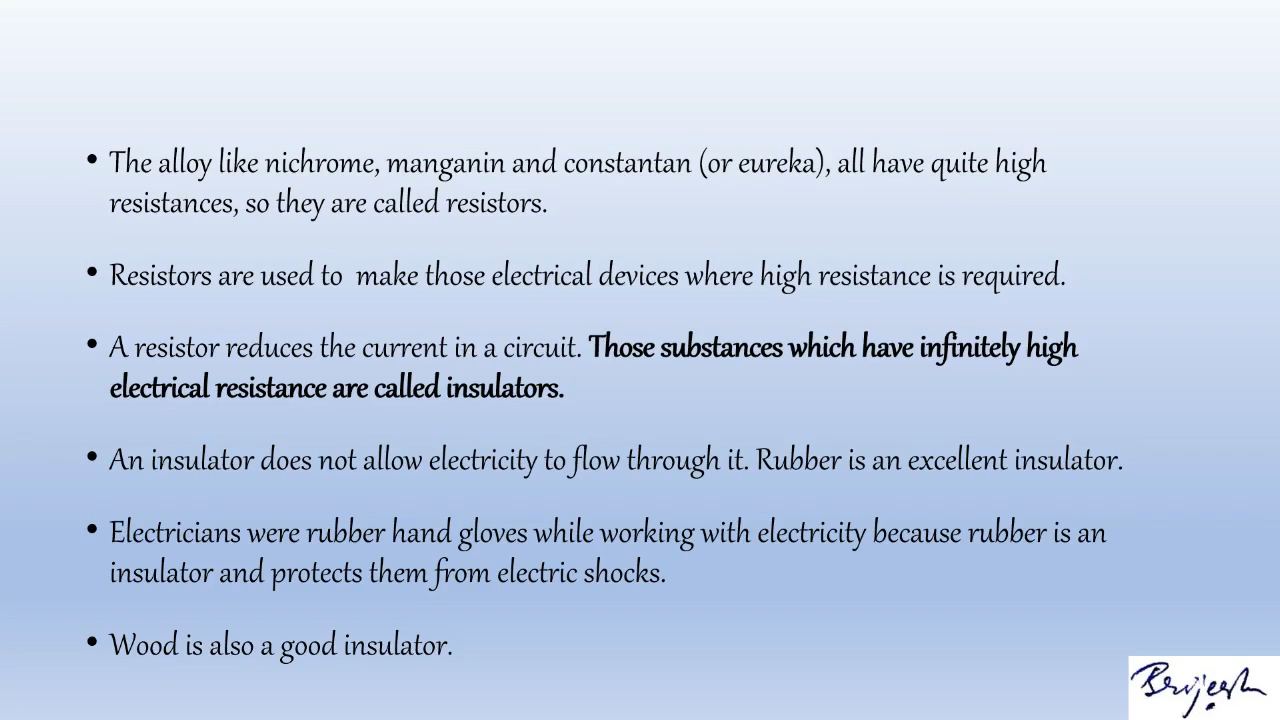 • The alloy like nichrome, manganin and constantan (or eureka), all have quite high
resistances, so they are called resistors.
• Resistors are used to  make those electrical devices where high resistance is required.
• A resistor reduces the current in a circuit. Those substances which have infinitely high
electrical resistance are called insulators.
• An insulator does not allow electricity to flow through it. Rubber is an excellent insulator.
• Electricians were rubber hand gloves while working with electricity because rubber is an
insulator and protects them from electric shocks.
• Wood is also a good insulator.